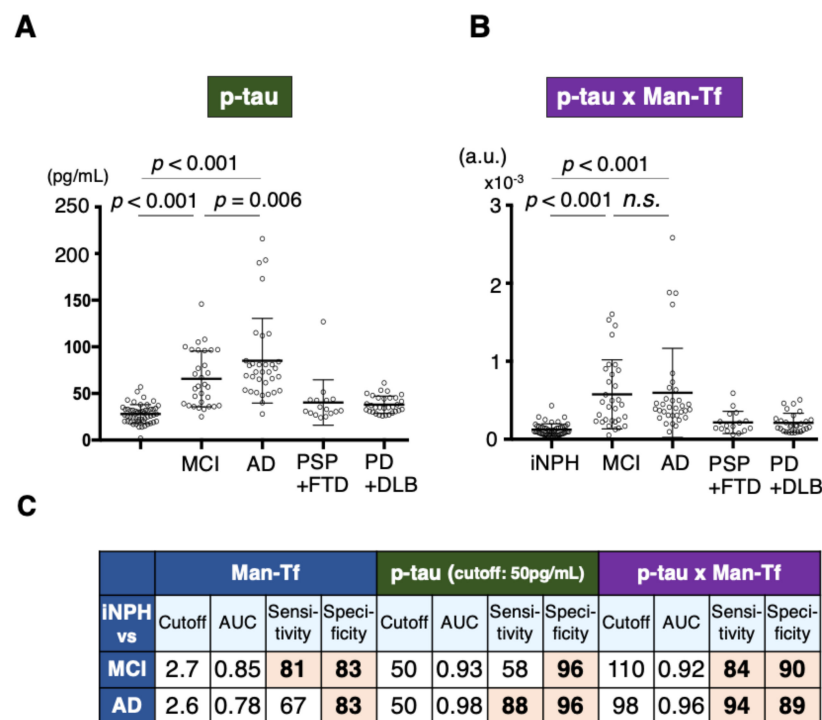 A
B
p-tau
p-tau x Man-Tf
p < 0.001
(pg/mL)
p < 0.001
p = 0.006
250
200
150
100
50
0
MCI
AD
PSP
+FTD
PD
+DLB
(a.u.)
x10-3
p < 0.001
p < 0.001
n.s.
3
2
1
0
iNPH
MCI
AD
PSP
+FTD
PD
+DLB
C
Man-Tf
p-tau (cutoff: 50pg/mL)
p-tau x Man-Tf
iNPH
vs
Cutoff AUC Sensi-
tivity Speci-
ficity Cutoff AUC Sensi-
tivity Speci-
ficity Cutoff AUC Sensi-
tivity Speci-
ficity
MCI 2.7 0.85 81 83 50 0.93 58 96 110 0.92 84 90
AD 2.6 0.78 67 83 50 0.98 88 96 98 0.96 94 89